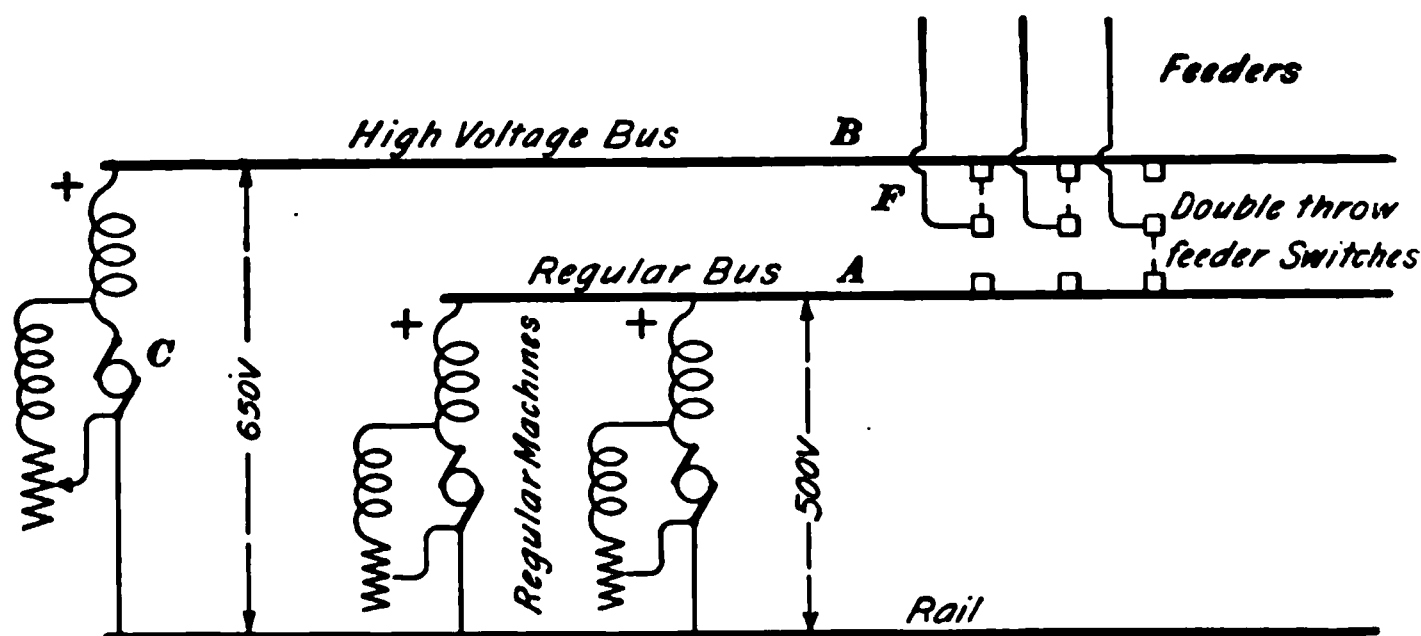 Feeders
High Voltage Bus
B
+
F
Double throw
feeder Switches
Regular Bus
A
+
+
C
650V
Regular Machines
500V
Rail